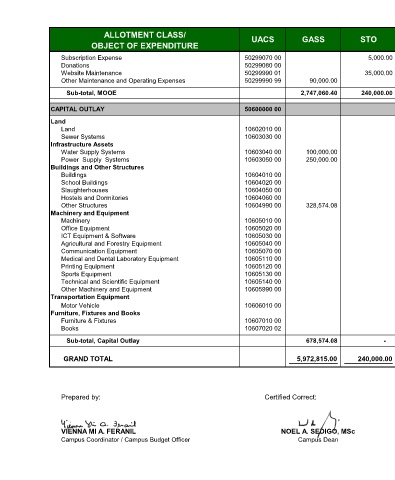 ALLOTMENT CLASS/ OBJECT OF EXPENDITURE UACS GASS STO
Subscription Expense 50299070 00 5,000.00
Donations 50299080 00
Website Maintenance 50299990 01 35,000.00
Other Maintenance and Operating Expenses 50299990 99 90,000.00
Sub-total, MOOE 2,747,060.40 240,000.00
CAPITAL OUTLAY 50600000 00
Land
Land 10602010 00
Sewer Systems 10603030 00
Infrastructure Assets
Water Supply Systems 10603040 00 100,000.00
Power Supply Systems 10603050 00 250,000.00
Buildings and Other Structures
Buildings 10604010 00
School Buildings 10604020 00
Slaughterhouses 10604050 00
Hostels and Dormitories 10604060 00
Other Structures 10604990 00 328,574.08
Machinery and Equipment
Machinery 10605010 00
Office Equipment 10605020 00
ICT Equipment & Software 10605030 00
Agricultural and Forestry Equipment 10605040 00
Communication Equipment 10605070 00
Medical and Dental Laboratory Equipment 10605110 00
Printing Equipment 10605120 00
Sports Equipment 10605130 00
Technical and Scientific Equipment 10605140 00
Other Machinery and Equipment 10605990 00
Transportation Equipment
Motor Vehicle 10606010 00
Furniture, Fixtures and Books
Furniture & Fixtures 10607010 00
Books 10607020 02
Sub-total, Capital Outlay 678,574.08 -
GRAND TOTAL 5,972,815.00 240,000.00
Prepared by: Certified Correct:
VIENNA MI A. FERANIL NOEL A. SEDIGO, MSc
Campus Coordinator / Campus Budget Officer Campus Dean